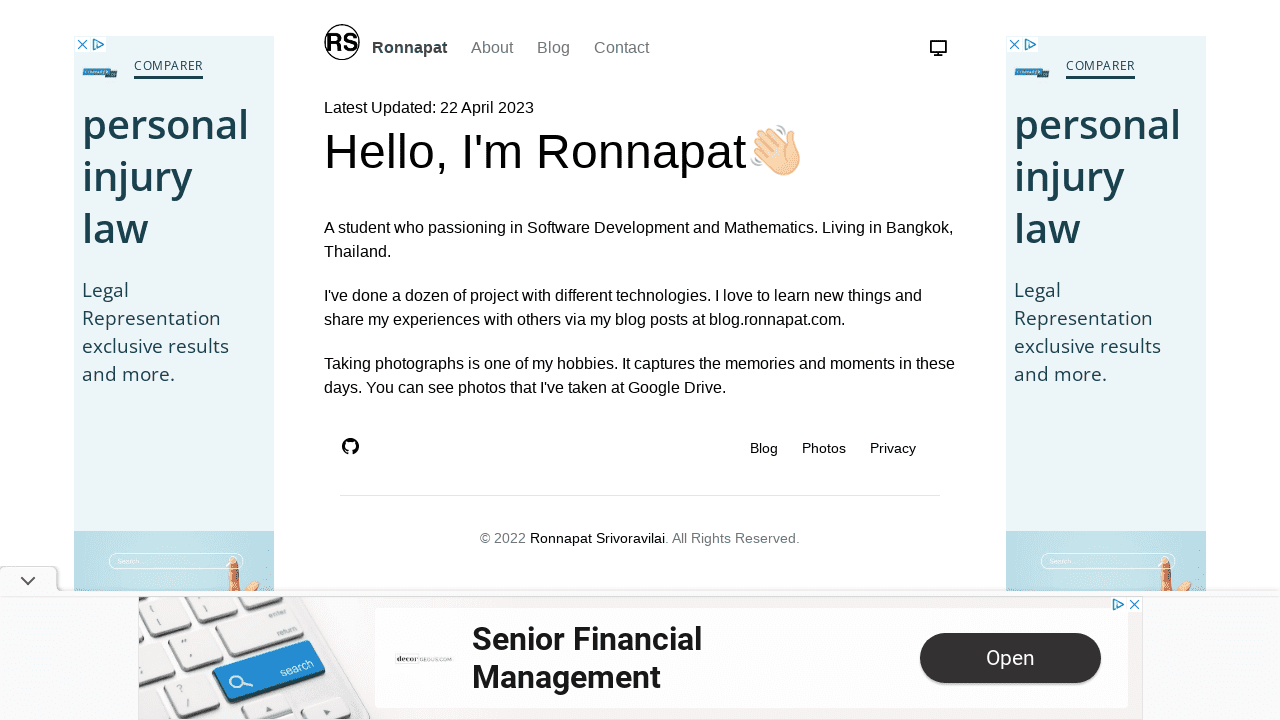 RS
Ronnapat About Blog Contact
COMPARER
personal
injury
law
Legal
Representation
exclusive results
and more.
Search...
Latest Updated: 22 April 2023
Hello, I'm Ronnapat
A student who passioning in Software Development and Mathematics. Living in Bangkok,
Thailand.
I've done a dozen of project with different technologies. I love to learn new things and
share my experiences with others via my blog posts at blog.ronnapat.com.
Taking photographs is one of my hobbies. It captures the memories and moments in these
days. You can see photos that I've taken at Google Drive.
Blog Photos Privacy
© 2022 Ronnapat Srivoravilai. All Rights Reserved.
COMPARER
personal
injury
law
Legal
Representation
exclusive results
and more.
Search...
enter
return
search
Senior Financial
Management
Open